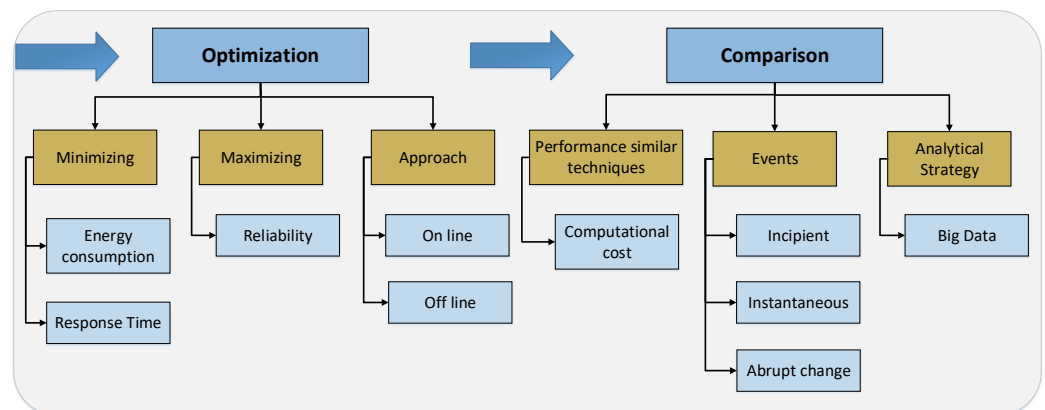 Optimization
Comparison
Minimizing
Maximizing
Approach
Performance similar
techniques
Events
Analytical
Strategy
Energy
consumption
Reliability
On line
Computational
cost
Incipient
Big Data
Response Time
Off line
Instantaneous
Abrupt change